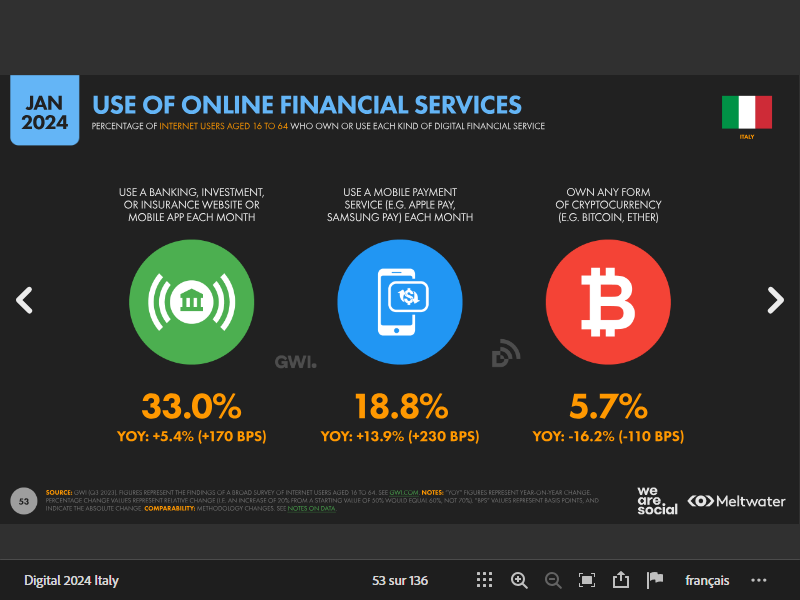 JAN
2024
USE OF ONLINE FINANCIAL SERVICES
PERCENTAGE OF INTERNET USERS AGED 16 TO 64 WHO OWN OR USE EACH KIND OF DIGITAL FINANCIAL SERVICE
ITALY
USE A BANKING, INVESTMENT,
OR INSURANCE WEBSITE OR
MOBILE APP EACH MONTH
USE A MOBILE PAYMENT
SERVICE (E.G. APPLE PAY,
SAMSUNG PAY) EACH MONTH
OWN ANY FORM
OF CRYPTOCURRENCY
(E.G. BITCOIN, ETHER)
GWI.
33.0%
YOY: +5.4% (+170 BPS)
18.8%
YOY: +13.9% (+230 BPS)
5.7%
YOY: -16.2% (-110 BPS)
53
SOURCE: GWI (Q3 2023). FIGURES REPRESENT THE FINDINGS OF A BROAD SURVEY OF INTERNET USERS AGED 16 TO 64. SEE GWI.COM. NOTES: "YOY" FIGURES REPRESENT YEAR-ON-YEAR CHANGE.
PERCENTAGE CHANGE VALUES REPRESENT RELATIVE CHANGE (I.E. AN INCREASE OF 20% FROM A STARTING VALUE OF 50% WOULD EQUAL 60%, NOT 70%). "BPS" VALUES REPRESENT BASIS POINTS, AND
INDICATE THE ABSOLUTE CHANGE. COMPARABILITY: METHODOLOGY CHANGES. SEE NOTES ON DATA.
we
are.
social
Meltwater
Digital 2024 Italy
53 sur 136
français